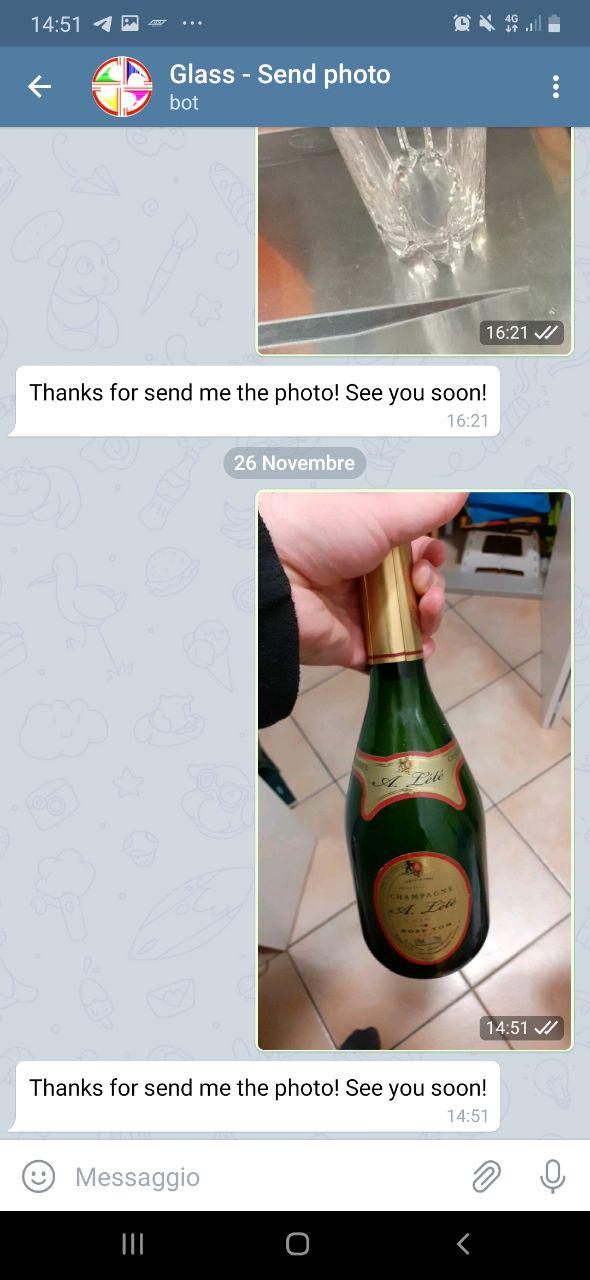 14:51
4G
Glass - Send photo
bot
16:21
Thanks for send me the photo! See you soon!
16:21
26 Novembre
A. Lété
CHAMPAGNE
A. Lété
14:51
Thanks for send me the photo! See you soon!
14:51
Messaggio